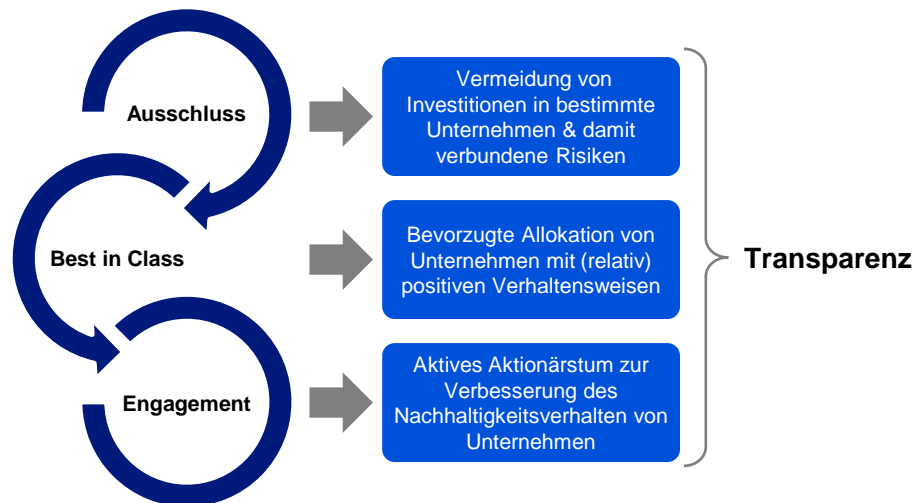 Ausschluss
Vermeidung von
Investitionen in bestimmte
Unternehmen & damit
verbundene Risiken
Best in Class
Bevorzugte Allokation von
Unternehmen mit (relativ)
positiven Verhaltensweisen
Transparenz
Engagement
Aktives Aktionärstum zur
Verbesserung des
Nachhaltigkeitsverhalten von
Unternehmen